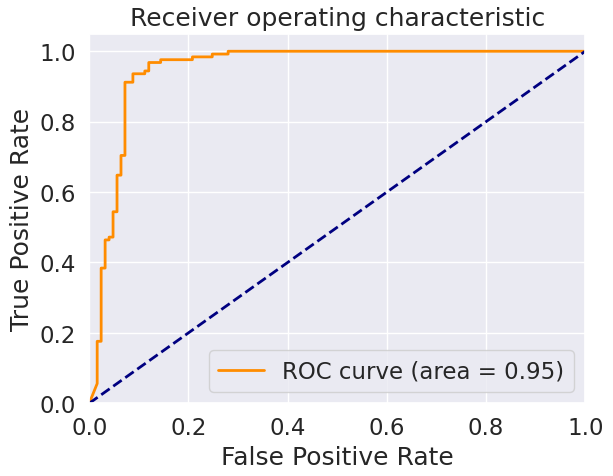 Receiver operating characteristic
1.0
0.8
0.6
0.4
0.2
0.0
True Positive Rate
ROC curve (area = 0.95)
0.0 0.2 0.4 0.6 0.8 1.0
False Positive Rate